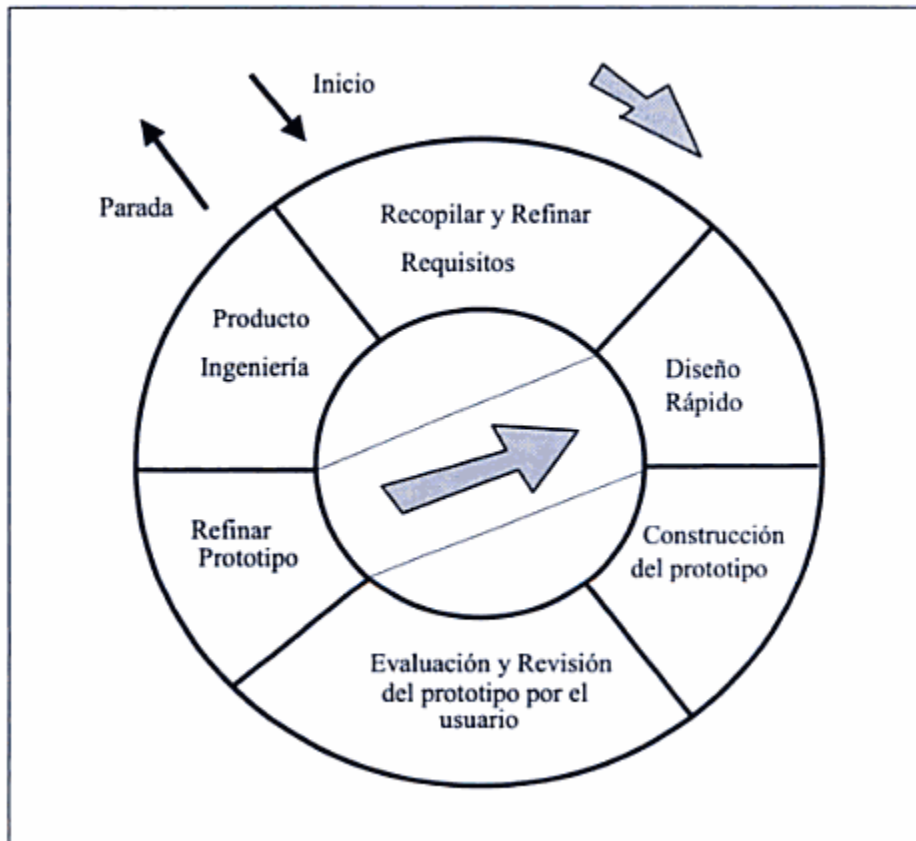 Inicio
Parada
Recopilar y Refinar
Requisitos
Diseño
Rápido
Construcción
del prototipo
Evaluación y Revisión
del prototipo por el
usuario
Refinar
Prototipo
Producto
Ingeniería